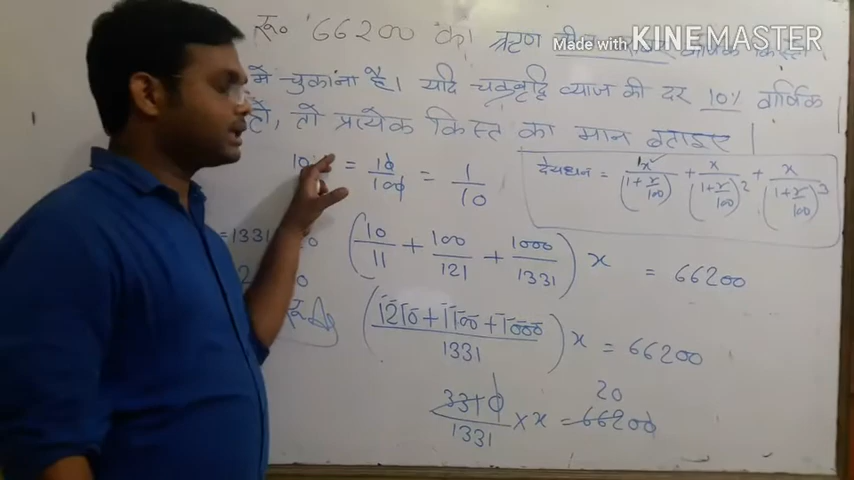 Made with KINEMASTER
रू० 66200 का ऋण
में चुकाना है। यदि चक्रवृद्धि ब्याज की दर 10% वार्षिक
हो, तो प्रत्येक किस्त का मान बताइए |
= 10/100 = 1/10
देयधन = x/(1+r/100) + x/(1+r/100)² + x/(1+r/100)³
(10/11 + 100/121 + 1000/1331) x = 66200
(1210+1100+1000/1331) x = 66200
20
3310/1331 × x = 66200